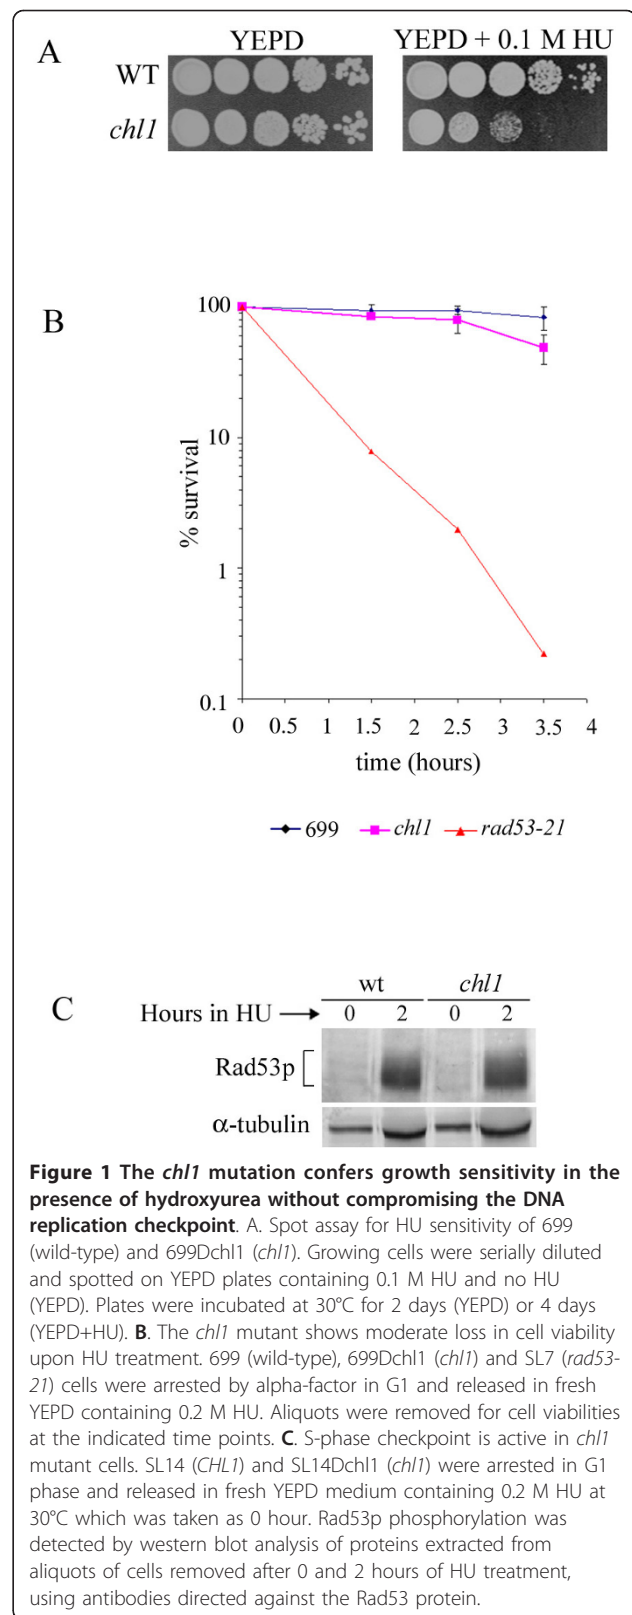 A
YEPD
YEPD + 0.1 M HU
WT
chl1
B
100
10
1
0.1
% survival
0 0.5 1 1.5 2 2.5 3 3.5 4
time (hours)
699 chl1 rad53-21
C
wt chl1
Hours in HU → 0 2 0 2
Rad53p
α-tubulin
Figure 1 The chl1 mutation confers growth sensitivity in the
presence of hydroxyurea without compromising the DNA
replication checkpoint. A. Spot assay for HU sensitivity of 699
(wild-type) and 699Dchl1 (chl1). Growing cells were serially diluted
and spotted on YEPD plates containing 0.1 M HU and no HU
(YEPD). Plates were incubated at 30°C for 2 days (YEPD) or 4 days
(YEPD+HU). B. The chl1 mutant shows moderate loss in cell viability
upon HU treatment. 699 (wild-type), 699Dchl1 (chl1) and SL7 (rad53-
21) cells were arrested by alpha-factor in G1 and released in fresh
YEPD containing 0.2 M HU. Aliquots were removed for cell viabilities
at the indicated time points. C. S-phase checkpoint is active in chl1
mutant cells. SL14 (CHL1) and SL14Dchl1 (chl1) were arrested in G1
phase and released in fresh YEPD medium containing 0.2 M HU at
30°C which was taken as 0 hour. Rad53p phosphorylation was
detected by western blot analysis of proteins extracted from
aliquots of cells removed after 0 and 2 hours of HU treatment,
using antibodies directed against the Rad53 protein.